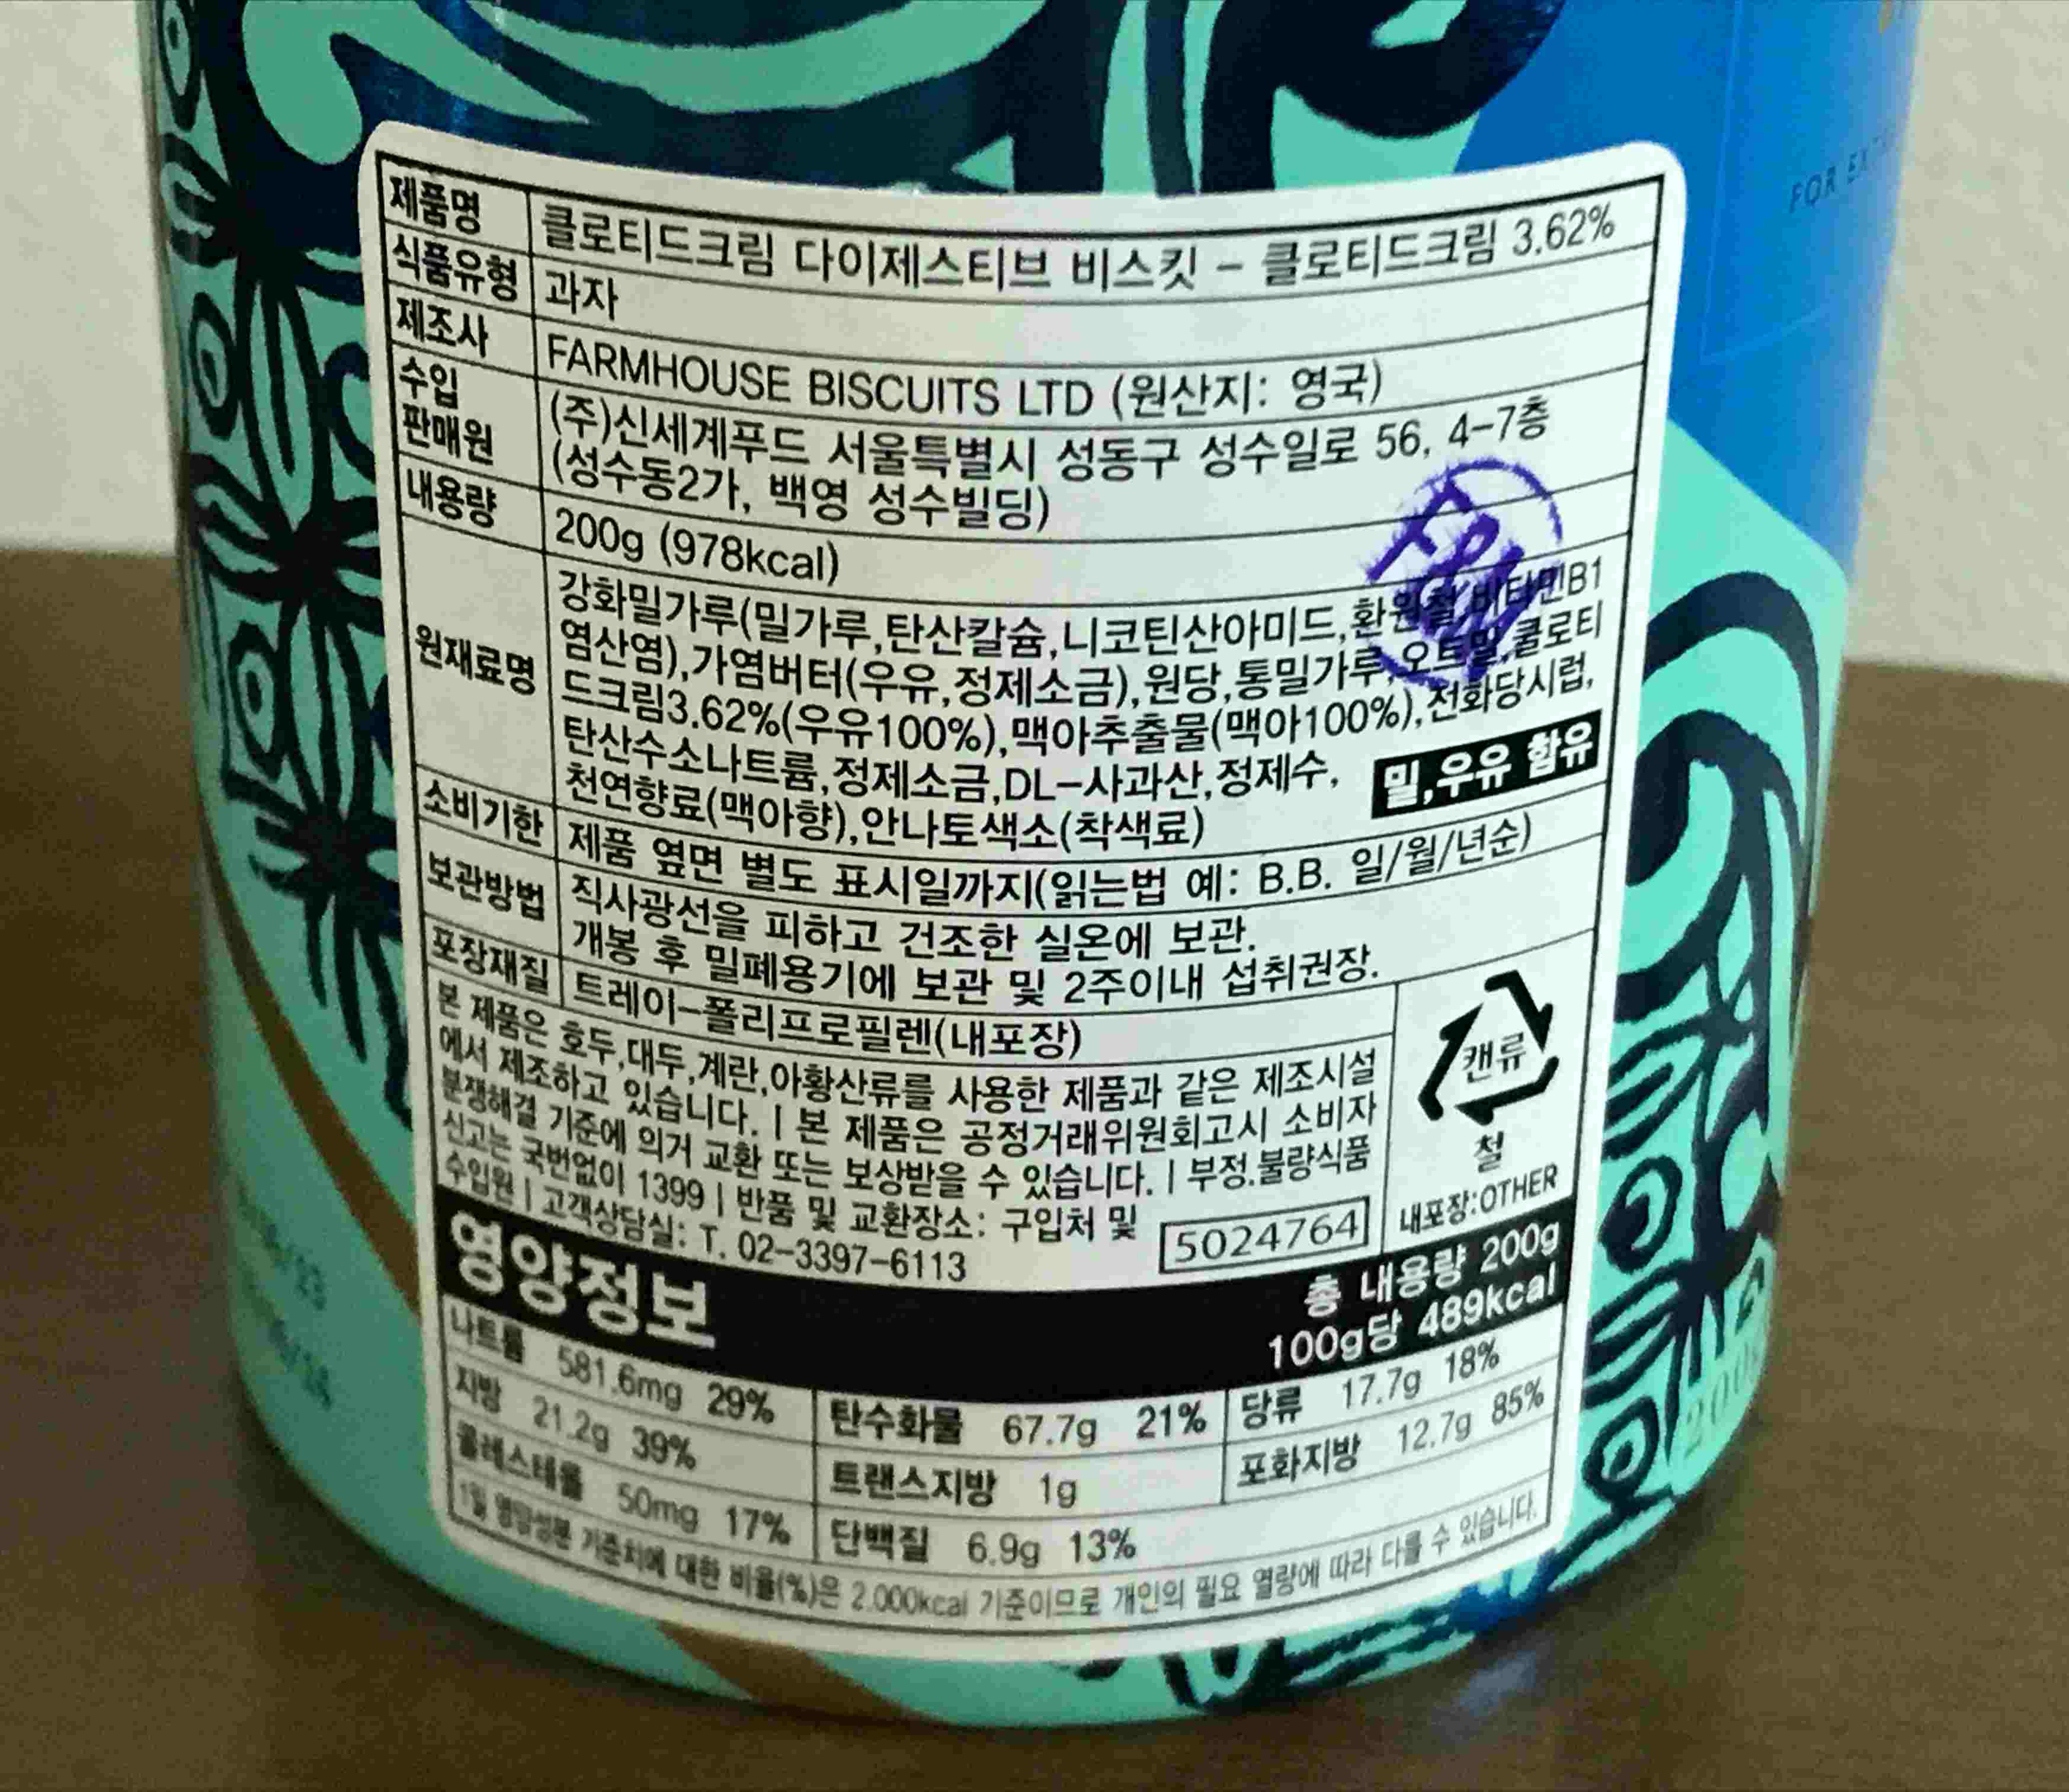 FOR EX
제품명 클로티드크림 다이제스티브 비스킷 – 클로티드크림 3.62%
식품유형 과자
제조사 FARMHOUSE BISCUITS LTD (원산지: 영국)
수입 판매원 (주)신세계푸드 서울특별시 성동구 성수일로 56, 4-7층
(성수동2가, 백영 성수빌딩)
내용량 200g (978kcal)
원재료명 강화밀가루(밀가루,탄산칼슘,니코틴산아미드,환원철,비타민B1
염산염),가염버터(우유,정제소금),원당,통밀가루,오트밀,클로티
드크림3.62%(우유100%),맥아추출물(맥아100%),전화당시럽,
탄산수소나트륨,정제소금,DL-사과산,정제수,
천연향료(맥아향),안나토색소(착색료)
밀,우유 함유
소비기한 제품 옆면 별도 표시일까지(읽는법 예: B.B. 일/월/년순)
보관방법 직사광선을 피하고 건조한 실온에 보관.
개봉 후 밀폐용기에 보관 및 2주이내 섭취권장.
포장재질 트레이-폴리프로필렌(내포장)
본 제품은 호두,대두,계란,아황산류를 사용한 제품과 같은 제조시설
에서 제조하고 있습니다. | 본 제품은 공정거래위원회고시 소비자
분쟁해결 기준에 의거 교환 또는 보상받을 수 있습니다. | 부정.불량식품
신고는 국번없이 1399 | 반품 및 교환장소: 구입처 및
수입원 | 고객상담실: T. 02-3397-6113
5024764
캔류
철
내포장:OTHER
영양정보
총 내용량 200g
100g당 489kcal
나트륨 581.6mg 29% 탄수화물 67.7g 21% 당류 17.7g 18%
지방 21.2g 39% 트랜스지방 1g 포화지방 12.7g 85%
콜레스테롤 50mg 17% 단백질 6.9g 13%
1일 영양성분 기준치에 대한 비율(%)은 2,000kcal 기준이므로 개인의 필요 열량에 따라 다를 수 있습니다.